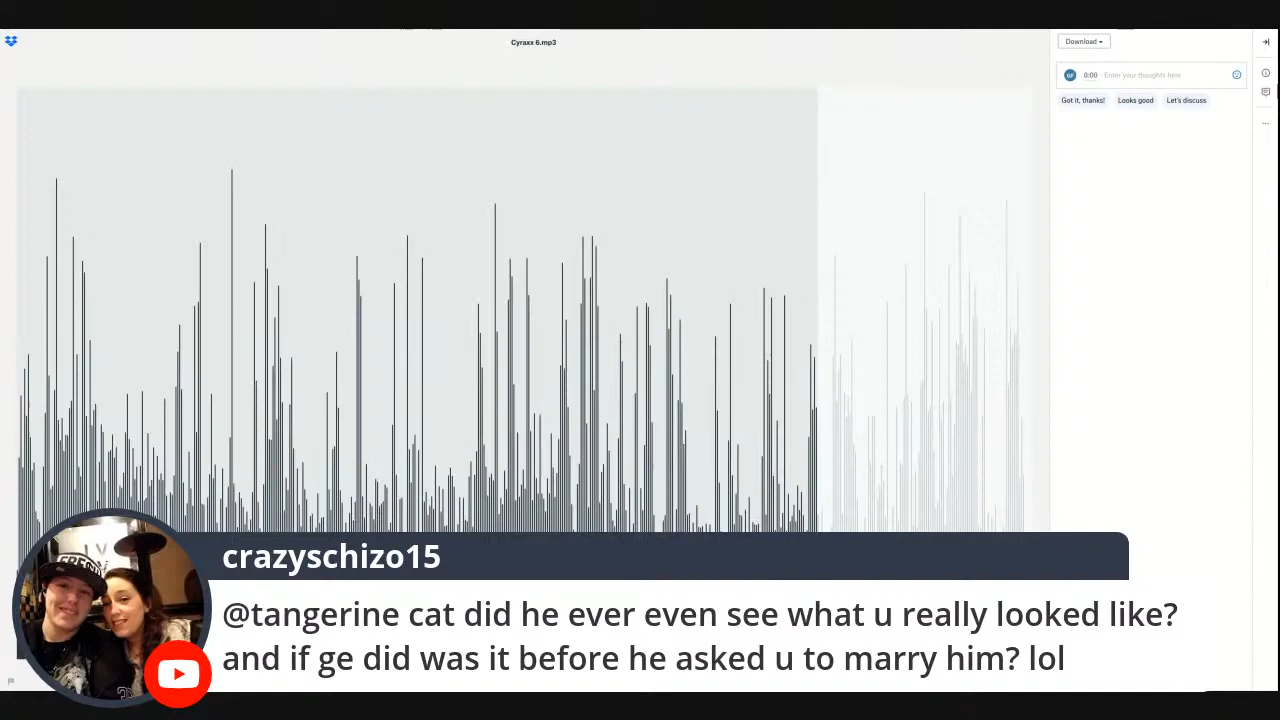 Cyraxx 6.mp3
Download
0:00 Enter your thoughts here
Got it, thanks! Looks good Let's discuss
crazyschizo15
@tangerine cat did he ever even see what u really looked like?
and if ge did was it before he asked u to marry him? lol